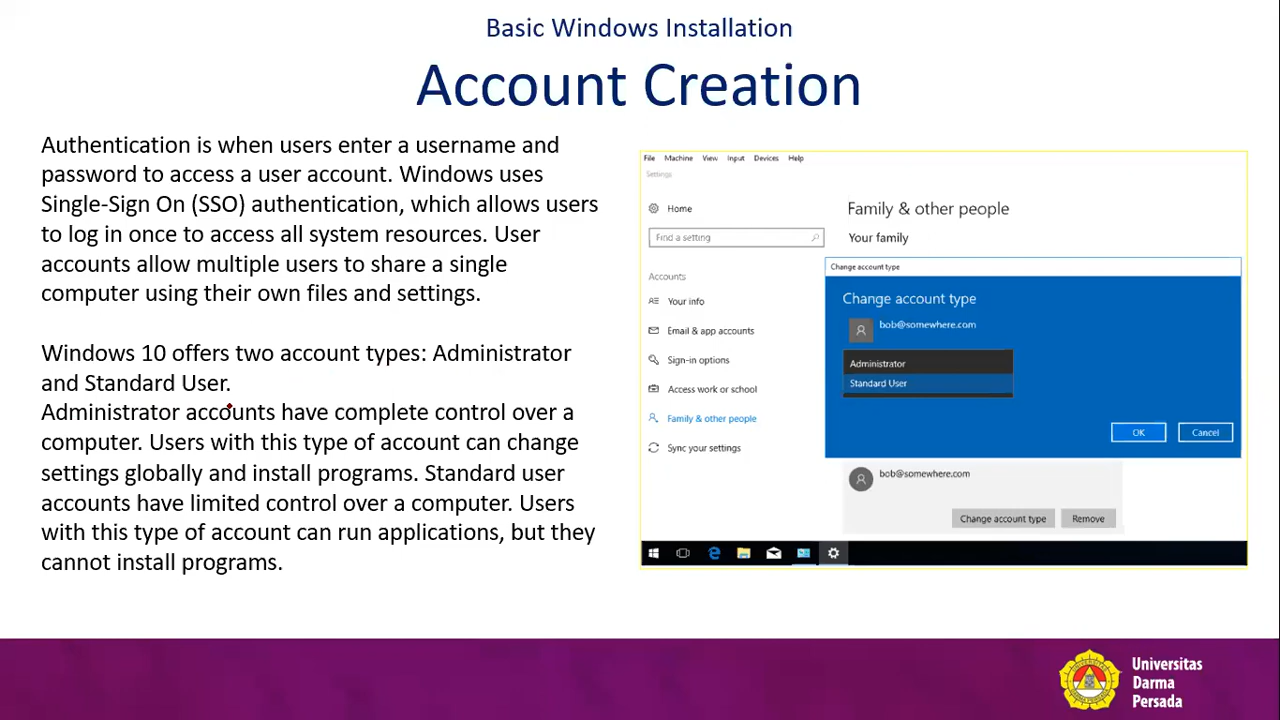 Basic Windows Installation
Account Creation
Authentication is when users enter a username and
password to access a user account. Windows uses
Single-Sign On (SSO) authentication, which allows users
to log in once to access all system resources. User
accounts allow multiple users to share a single
computer using their own files and settings.
Windows 10 offers two account types: Administrator
and Standard User.
Administrator accounts have complete control over a
computer. Users with this type of account can change
settings globally and install programs. Standard user
accounts have limited control over a computer. Users
with this type of account can run applications, but they
cannot install programs.
File Machine View Input Devices Help
Settings
Home
Find a setting
Accounts
Your info
Email & app accounts
Sign-in options
Access work or school
Family & other people
Sync your settings
Family & other people
Your family
Change account type
Change account type
bob@somewhere.com
Administrator
Standard User
OK Cancel
bob@somewhere.com
Change account type Remove
Universitas
Darma
Persada